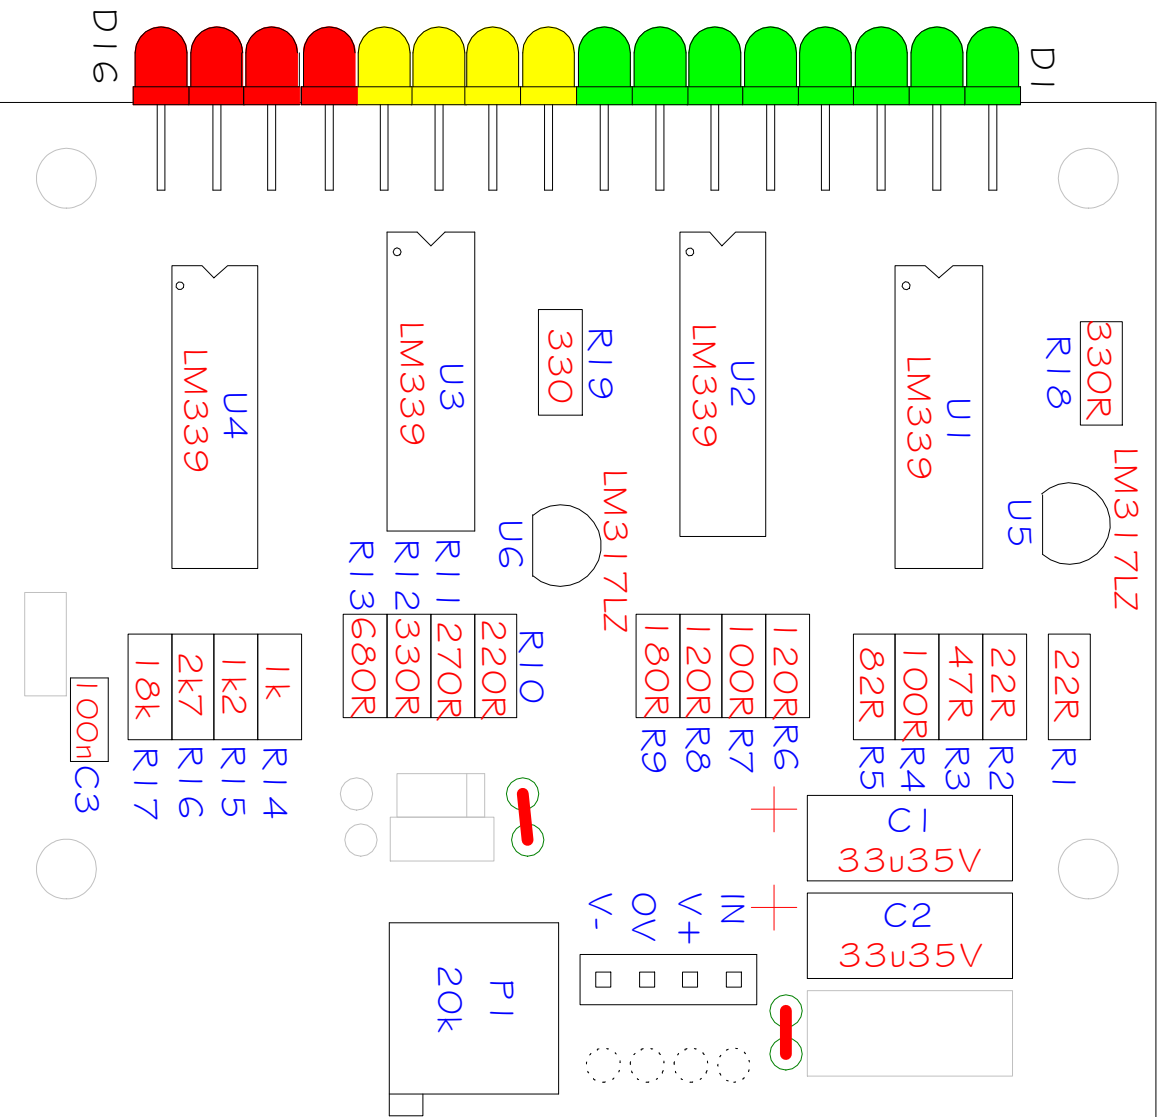 D16
D1
U4
LM339
U3
LM339
R19
330
U2
LM339
U1
LM339
R18
330R
U6
LM317LZ
U5
LM317LZ
R13
R12
R11
R10
680R
330R
270R
220R
180R
120R
100R
120R
R9
R8
R7
R6
82R
100R
47R
22R
22R
R5
R4
R3
R2
R1
100n
C3
18k
2k7
1k2
1k
R17
R16
R15
R14
C1
33u35V
C2
33u35V
V-
0V
V+
IN
P1
20k